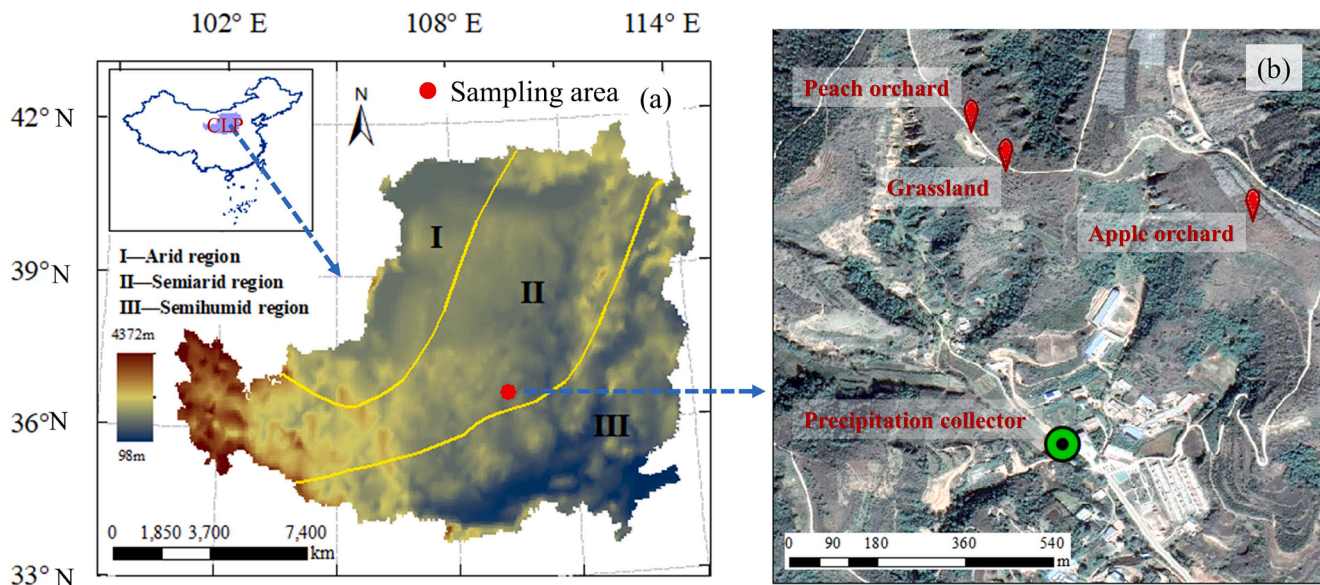 102° E
108° E
114° E
42° N
39° N
36° N
33° N
CLP
N
Sampling area
(a)
I
II
III
I—Arid region
II—Semiarid region
III—Semihumid region
4372m
98m
0 1,850 3,700 7,400
km
(b)
Peach orchard
Grassland
Apple orchard
Precipitation collector
0 90 180 360 540
m